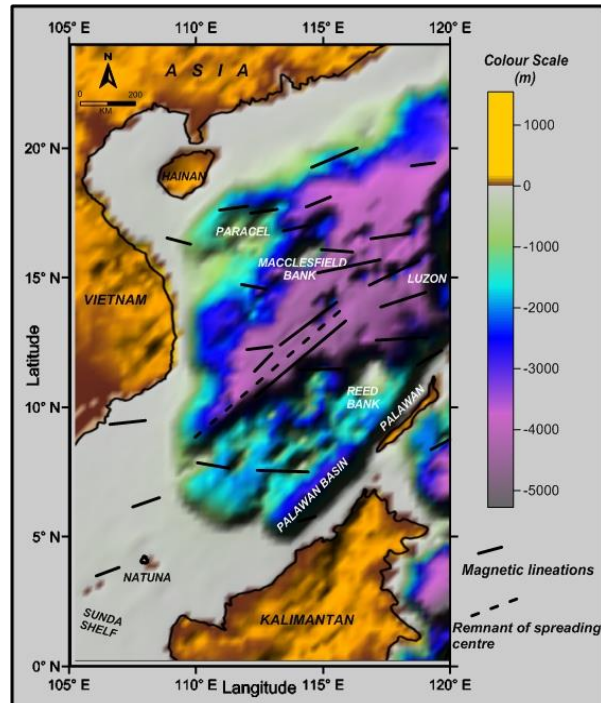 105° E
110° E
115° E
120° E
A S I A
N
0
200
KM
20° N
HAINAN
PARACEL
MACCLESFIELD
BANK
LUZON
15° N
VIETNAM
Latitude
10° N
REED
BANK
PALAWAN
PALAWAN BASIN
5° N
NATUNA
SUNDA
SHELF
KALIMANTAN
0° N
105° E
110° E
115° E
120° E
Langitude
Colour Scale
(m)
1000
0
-1000
-2000
-3000
-4000
-5000
Magnetic lineations
Remnant of spreading
centre